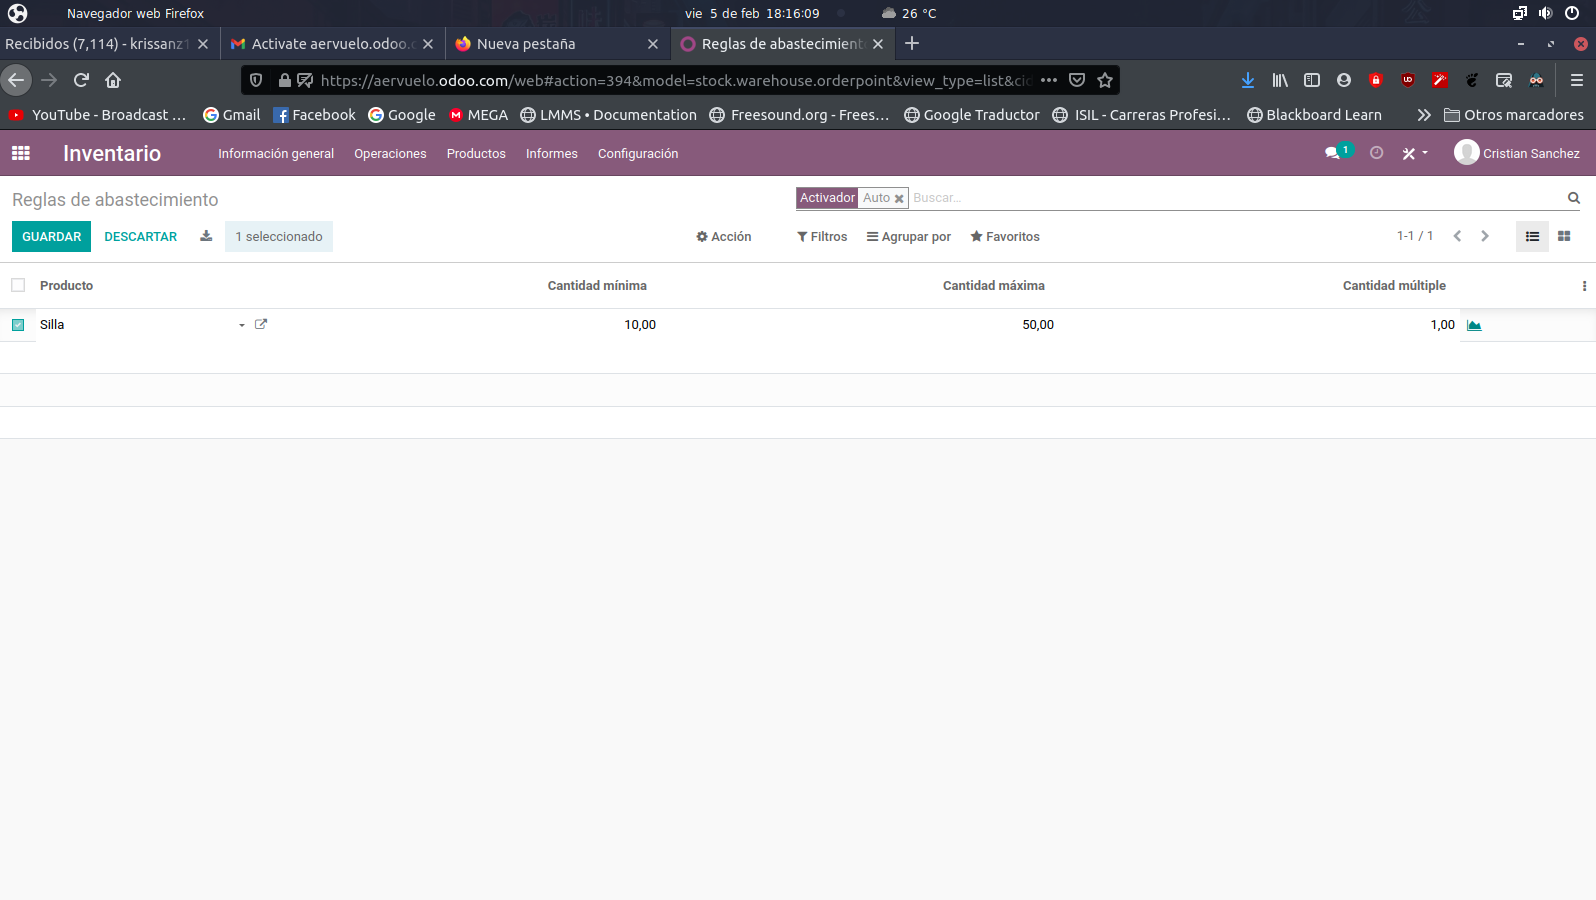 Navegador web Firefox
vie 5 de feb 18:16:09
26 °C
Recibidos (7,114) - krissanz1
Activate aervuelo.odoo.c
Nueva pestaña
Reglas de abastecimient
https://aervuelo.odoo.com/web#action=394&model=stock.warehouse.orderpoint&view_type=list&cid
YouTube - Broadcast ...
Gmail
Facebook
Google
MEGA
LMMS • Documentation
Freesound.org - Frees...
Google Traductor
ISIL - Carreras Profesi...
Blackboard Learn
Otros marcadores
Inventario
Información general
Operaciones
Productos
Informes
Configuración
1
Cristian Sanchez
Reglas de abastecimiento
Activador Auto Buscar...
GUARDAR
DESCARTAR
1 seleccionado
Acción
Filtros
Agrupar por
Favoritos
1-1 / 1
Producto
Cantidad mínima
Cantidad máxima
Cantidad múltiple
Silla
10,00
50,00
1,00